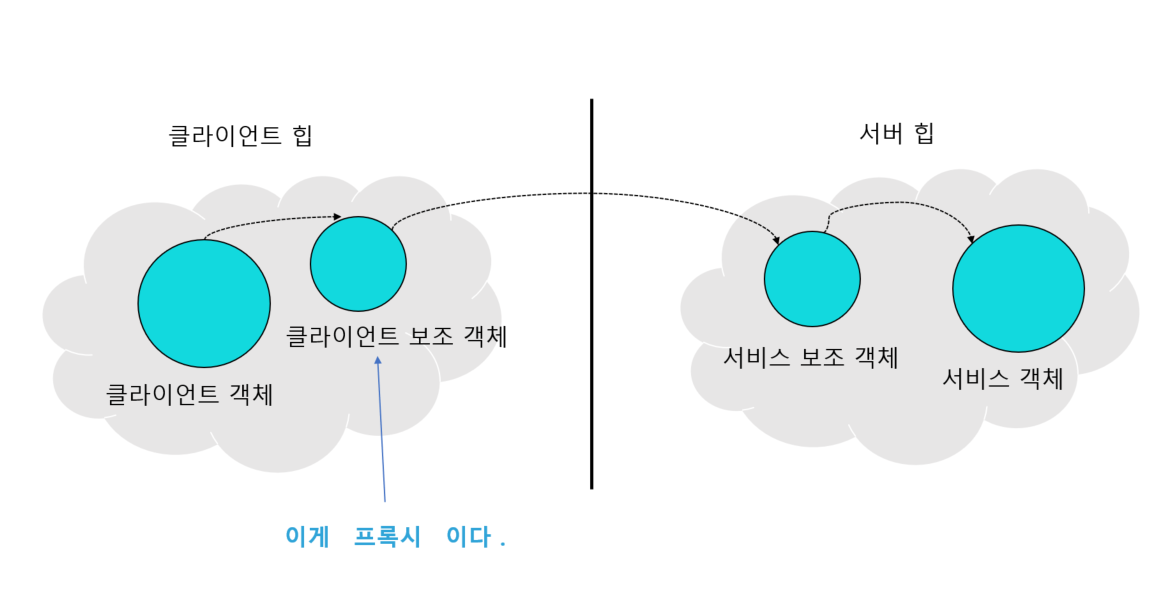 클라이언트 힙
서버 힙
클라이언트 보조 객체
클라이언트 객체
서비스 보조 객체
서비스 객체
이게 프록시 이다.